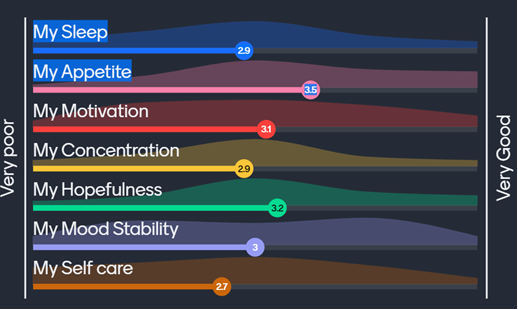 My Sleep
2.9
My Appetite
3.5
My Motivation
3.1
My Concentration
2.9
My Hopefulness
3.2
My Mood Stability
3
My Self care
2.7
Very poor
Very Good